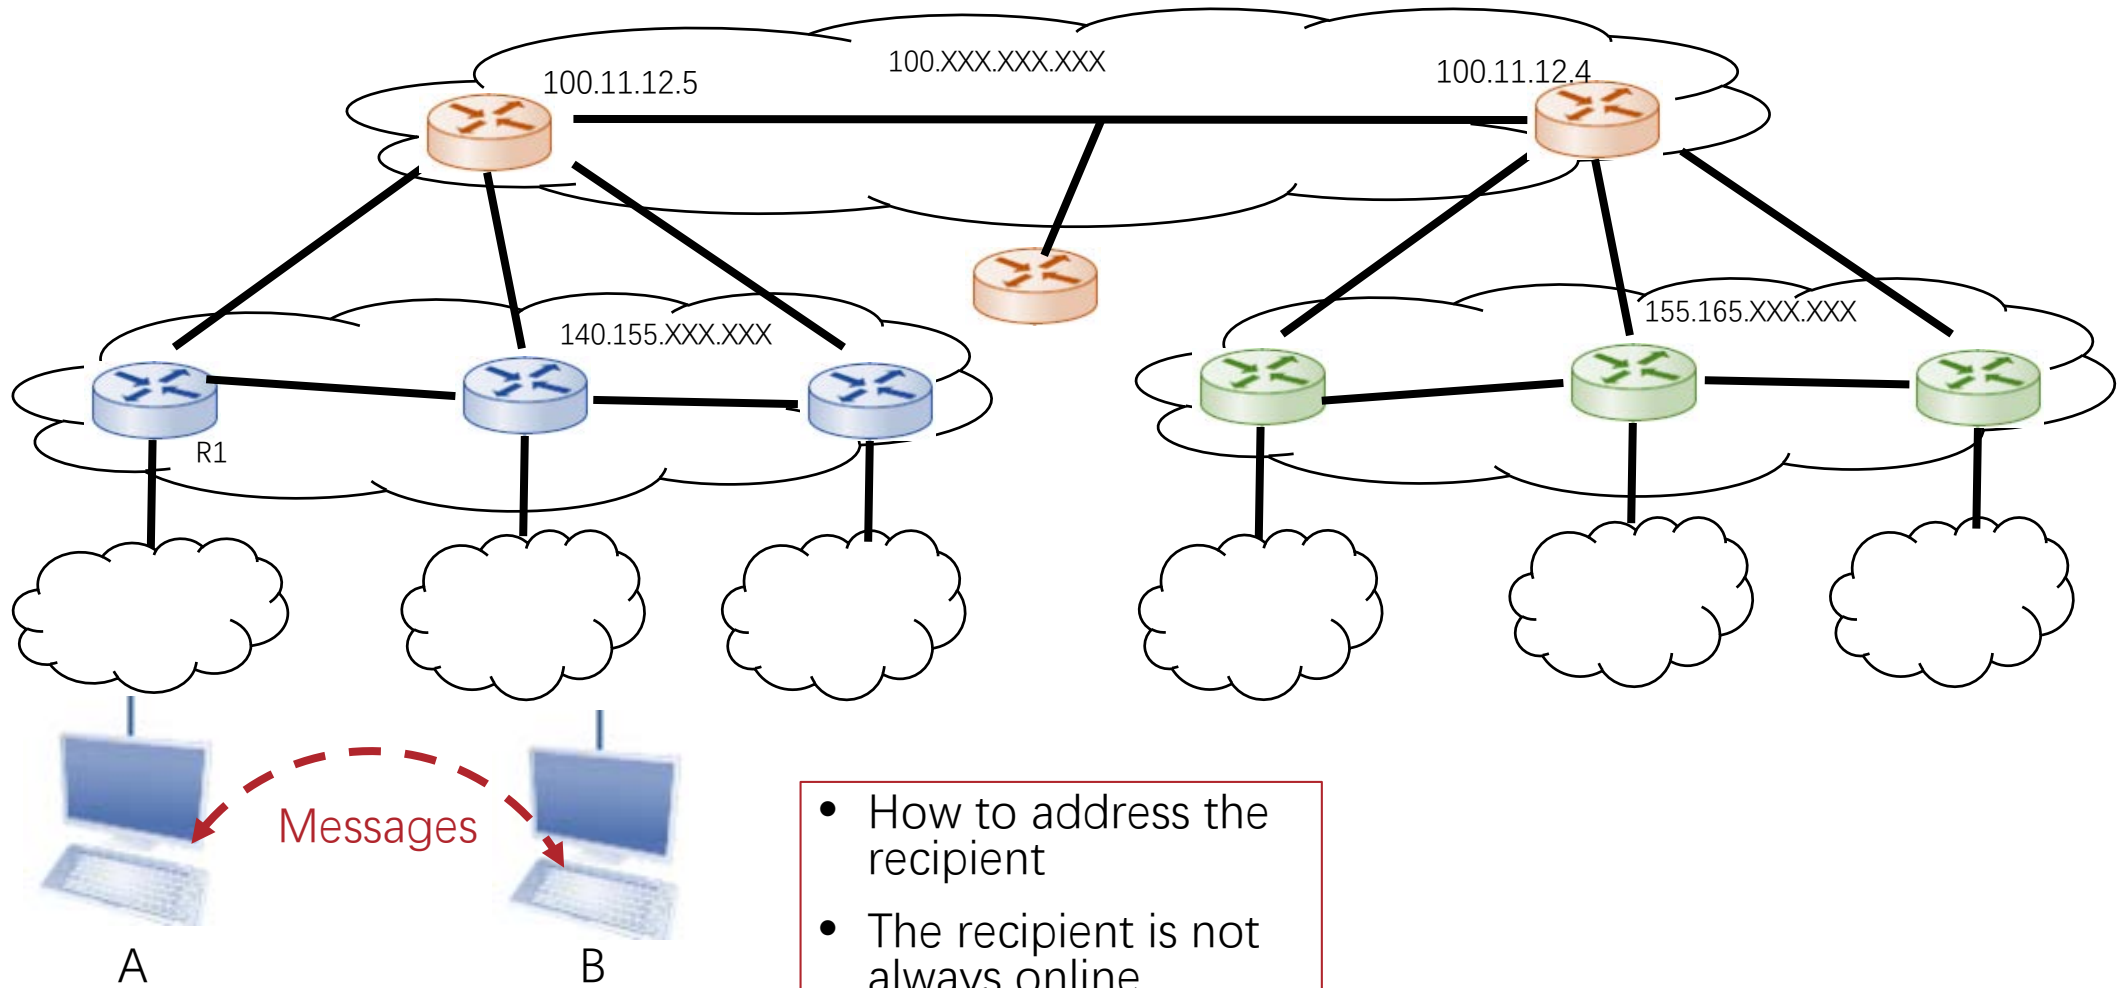 100.XXX.XXX.XXX
100.11.12.5
100.11.12.4
140.155.XXX.XXX
155.165.XXX.XXX
R1
Messages
• How to address the
recipient
• The recipient is not
always online
A
B